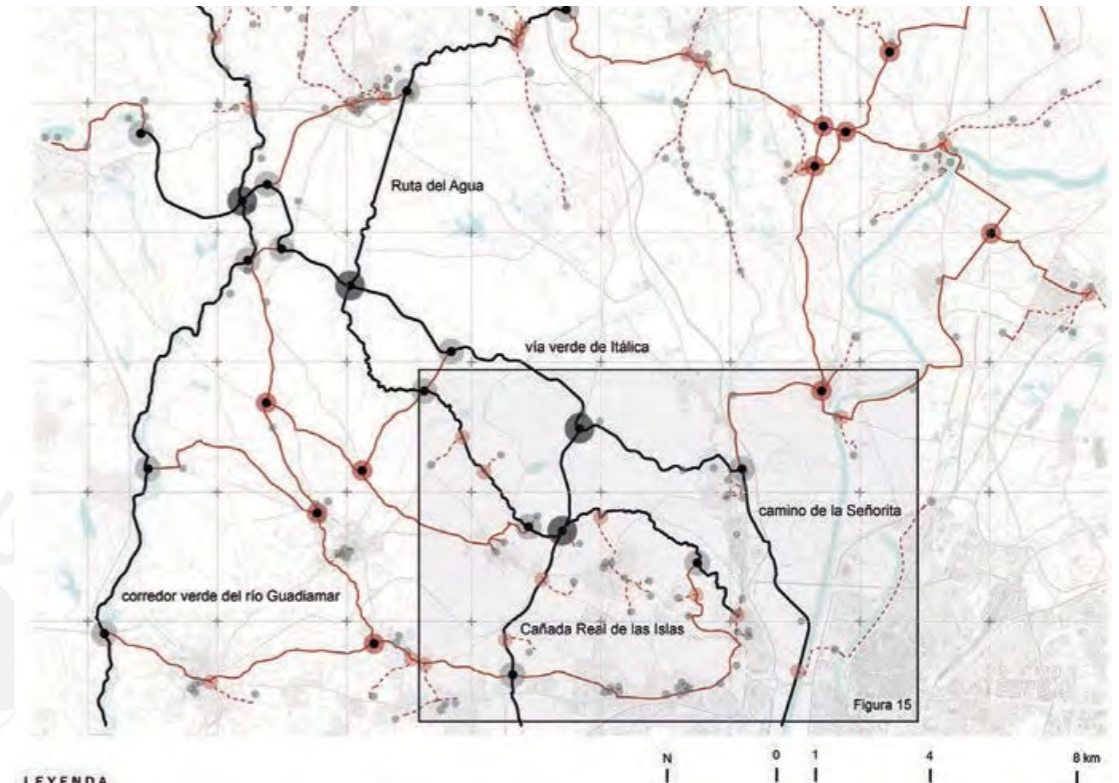 Ruta del Agua
vía verde de Itálica
camino de la Señorita
corredor verde del río Guadiamar
Cañada Real de las Islas
Figura 15
N
0 1 4 8 km
LEYENDA